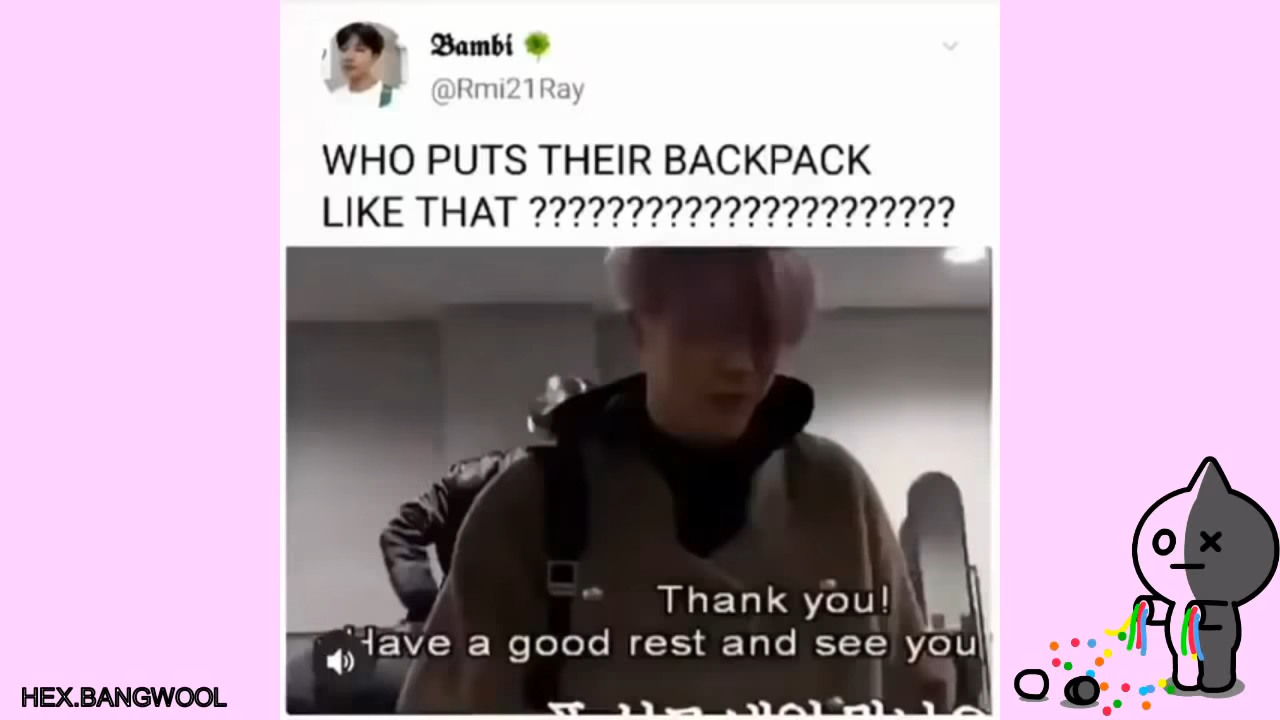 𝕭𝖆𝖒𝖇𝖎
@Rmi21Ray
WHO PUTS THEIR BACKPACK
LIKE THAT ??????????????????????
Thank you!
Have a good rest and see you
HEX.BANGWOOL